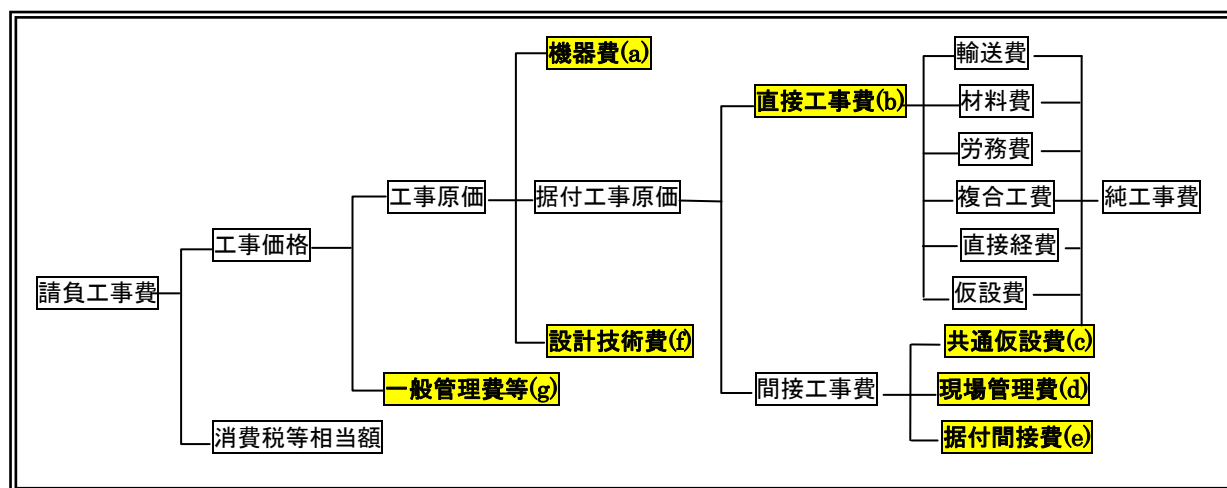 機器費(a)
輸送費
直接工事費(b)
材料費
労務費
工事原価
据付工事原価
複合工費
純工事費
工事価格
直接経費
請負工事費
仮設費
設計技術費(f)
共通仮設費(c)
一般管理費等(g)
間接工事費
現場管理費(d)
消費税等相当額
据付間接費(e)